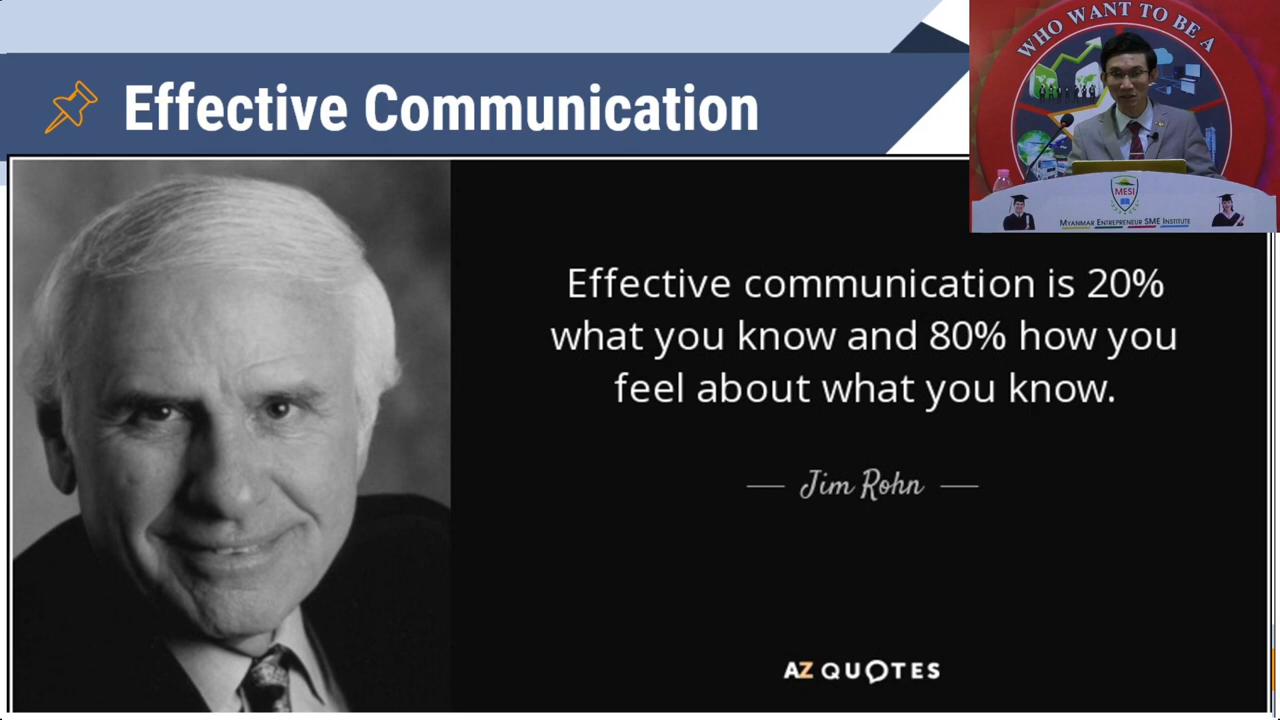 Effective Communication
WHO WANT TO BE A
MESI
MYANMAR ENTREPRENEUR SME INSTITUTE
Effective communication is 20%
what you know and 80% how you
feel about what you know.
Jim Rohn
AZ QUOTES